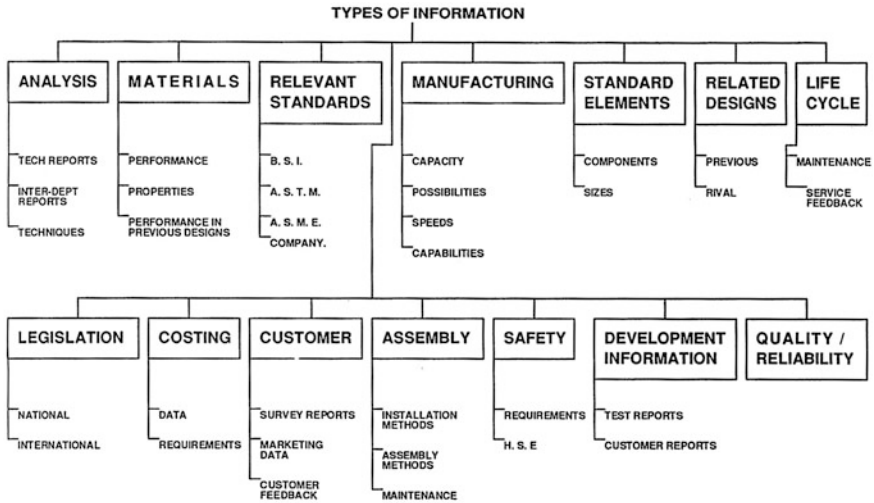 TYPES OF INFORMATION
ANALYSIS
TECH REPORTS
INTER-DEPT
REPORTS
TECHNIQUES
MATERIALS
PERFORMANCE
PROPERTIES
PERFORMANCE IN
PREVIOUS DESIGNS
RELEVANT
STANDARDS
B. S. I.
A. S. T. M.
A. S. M. E.
COMPANY.
MANUFACTURING
CAPACITY
POSSIBILITIES
SPEEDS
CAPABILITIES
STANDARD
ELEMENTS
COMPONENTS
SIZES
RELATED
DESIGNS
PREVIOUS
RIVAL
LIFE
CYCLE
MAINTENANCE
SERVICE
FEEDBACK
LEGISLATION
NATIONAL
INTERNATIONAL
COSTING
DATA
REQUIREMENTS
CUSTOMER
SURVEY REPORTS
MARKETING
DATA
CUSTOMER
FEEDBACK
ASSEMBLY
INSTALLATION
METHODS
ASSEMBLY
METHODS
MAINTENANCE
SAFETY
REQUIREMENTS
H. S. E
DEVELOPMENT
INFORMATION
TEST REPORTS
CUSTOMER REPORTS
QUALITY /
RELIABILITY